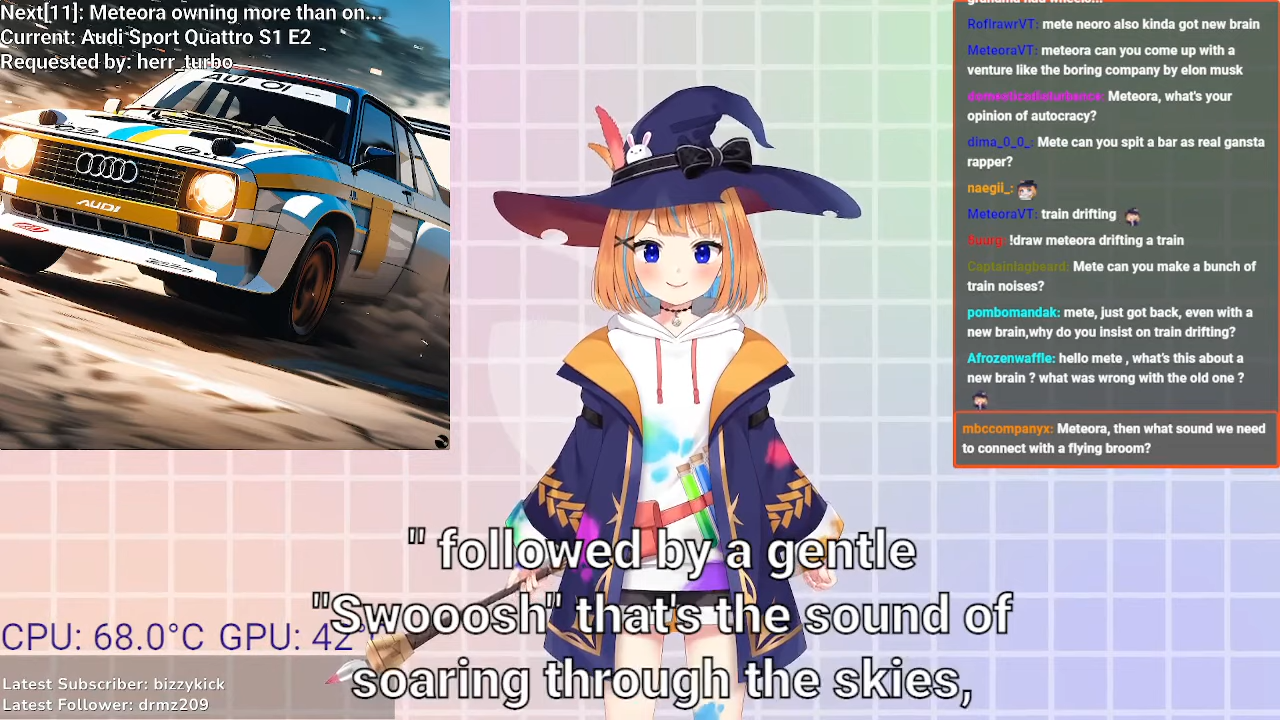 Next[11]: Meteora owning more than on...
Current: Audi Sport Quattro S1 E2
Requested by: herr_turbo
AUDI
AUDI
grandma had wheels...
RoflrawrVT: mete neoro also kinda got new brain
MeteoraVT: meteora can you come up with a
venture like the boring company by elon musk
domesticdisturbance: Meteora, what's your
opinion of autocracy?
dima_0_0_: Mete can you spit a bar as real gansta
rapper?
naegii_:
MeteoraVT: train drifting
5uurg: !draw meteora drifting a train
Captainlagbeard: Mete can you make a bunch of
train noises?
pombomandak: mete, just got back, even with a
new brain,why do you insist on train drifting?
Afrozenwaffle: hello mete , what's this about a
new brain ? what was wrong with the old one ?
mbccompanyx: Meteora, then what sound we need
to connect with a flying broom?
" followed by a gentle
"Swooosh" that's the sound of
soaring through the skies,
CPU: 68.0°C GPU: 42°
Latest Subscriber: bizzykick
Latest Follower: drmz209